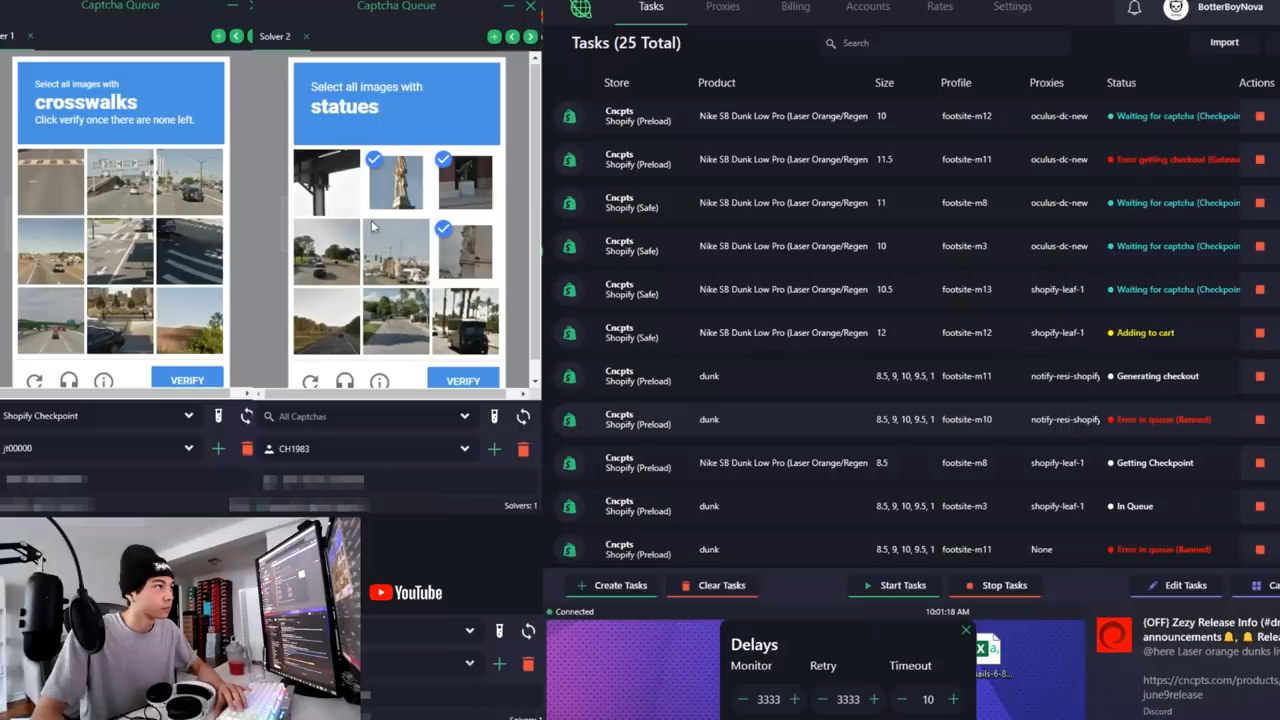 Captcha Queue
Captcha Queue
er 1
Solver 2
Select all images with
crosswalks
Click verify once there are none left.
VERIFY
Select all images with
statues
VERIFY
Shopify Checkpoint
All Captchas
jt00000
CH1983
Solvers: 1
YouTube
Tasks
Proxies
Billing
Accounts
Rates
Settings
BotterBoyNova
Tasks (25 Total)
Search
Import
Store Product Size Profile Proxies Status Actions
Cncpts Nike SB Dunk Low Pro (Laser Orange/Regen 10 footsite-m12 oculus-dc-new Waiting for captcha (Checkpoin
Shopify (Preload)
Cncpts Nike SB Dunk Low Pro (Laser Orange/Regen 11.5 footsite-m11 oculus-dc-new Error getting checkout (Gatewa
Shopify (Preload)
Cncpts Nike SB Dunk Low Pro (Laser Orange/Regen 11 footsite-m8 oculus-dc-new Waiting for captcha (Checkpoin
Shopify (Safe)
Cncpts Nike SB Dunk Low Pro (Laser Orange/Regen 10 footsite-m3 oculus-dc-new Waiting for captcha (Checkpoin
Shopify (Safe)
Cncpts Nike SB Dunk Low Pro (Laser Orange/Regen 10.5 footsite-m13 shopify-leaf-1 Waiting for captcha (Checkpoin
Shopify (Safe)
Cncpts Nike SB Dunk Low Pro (Laser Orange/Regen 12 footsite-m12 shopify-leaf-1 Adding to cart
Shopify (Safe)
Cncpts dunk 8.5, 9, 10, 9.5, 1 footsite-m11 notify-resi-shopify Generating checkout
Shopify (Preload)
Cncpts dunk 8.5, 9, 10, 9.5, 1 footsite-m10 notify-resi-shopify Error in queue (Banned)
Shopify (Preload)
Cncpts Nike SB Dunk Low Pro (Laser Orange/Regen 8.5 footsite-m8 shopify-leaf-1 Getting Checkpoint
Shopify (Preload)
Cncpts dunk 8.5, 9, 10, 9.5, 1 footsite-m3 shopify-leaf-1 In Queue
Shopify (Preload)
Cncpts dunk 8.5, 9, 10, 9.5, 1 footsite-m11 None Error in queue (Banned)
Shopify (Preload)
Create Tasks
Clear Tasks
Start Tasks
Stop Tasks
Edit Tasks
Ca
Connected
10:01:18 AM
Delays
Monitor Retry Timeout
3333 3333 10
ails-6-8...
(OFF) Zezzy Release Info (#dr
announcements🔔, 🔔 Releas
@here Laser orange dunks liv
https://cncpts.com/products,
june9release
Discord